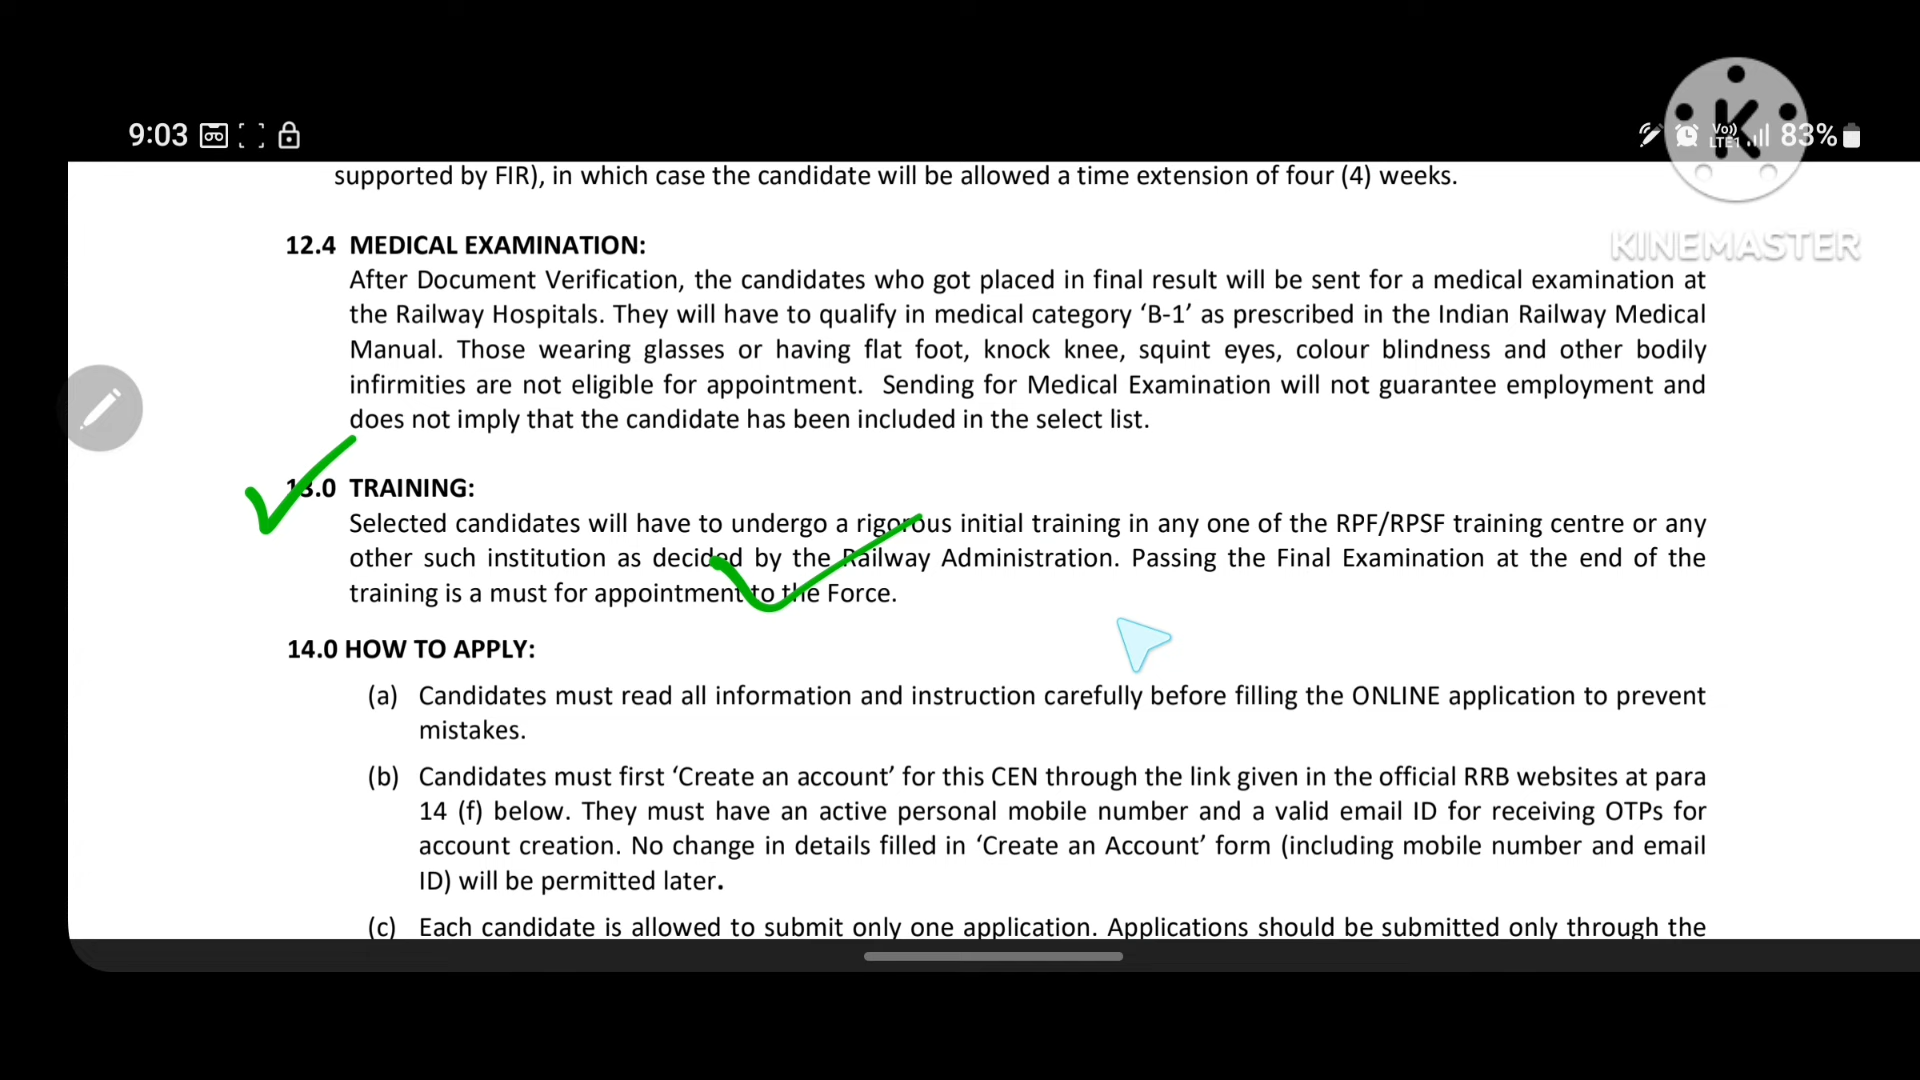 9:03
Vo)) LTE1 83%
K
KINEMASTER
supported by FIR), in which case the candidate will be allowed a time extension of four (4) weeks.
12.4 MEDICAL EXAMINATION:
After Document Verification, the candidates who got placed in final result will be sent for a medical examination at
the Railway Hospitals. They will have to qualify in medical category ‘B-1’ as prescribed in the Indian Railway Medical
Manual. Those wearing glasses or having flat foot, knock knee, squint eyes, colour blindness and other bodily
infirmities are not eligible for appointment. Sending for Medical Examination will not guarantee employment and
does not imply that the candidate has been included in the select list.
13.0 TRAINING:
Selected candidates will have to undergo a rigorous initial training in any one of the RPF/RPSF training centre or any
other such institution as decided by the Railway Administration. Passing the Final Examination at the end of the
training is a must for appointment to the Force.
14.0 HOW TO APPLY:
(a) Candidates must read all information and instruction carefully before filling the ONLINE application to prevent
mistakes.
(b) Candidates must first ‘Create an account’ for this CEN through the link given in the official RRB websites at para
14 (f) below. They must have an active personal mobile number and a valid email ID for receiving OTPs for
account creation. No change in details filled in ‘Create an Account’ form (including mobile number and email
ID) will be permitted later.
(c) Each candidate is allowed to submit only one application. Applications should be submitted only through the